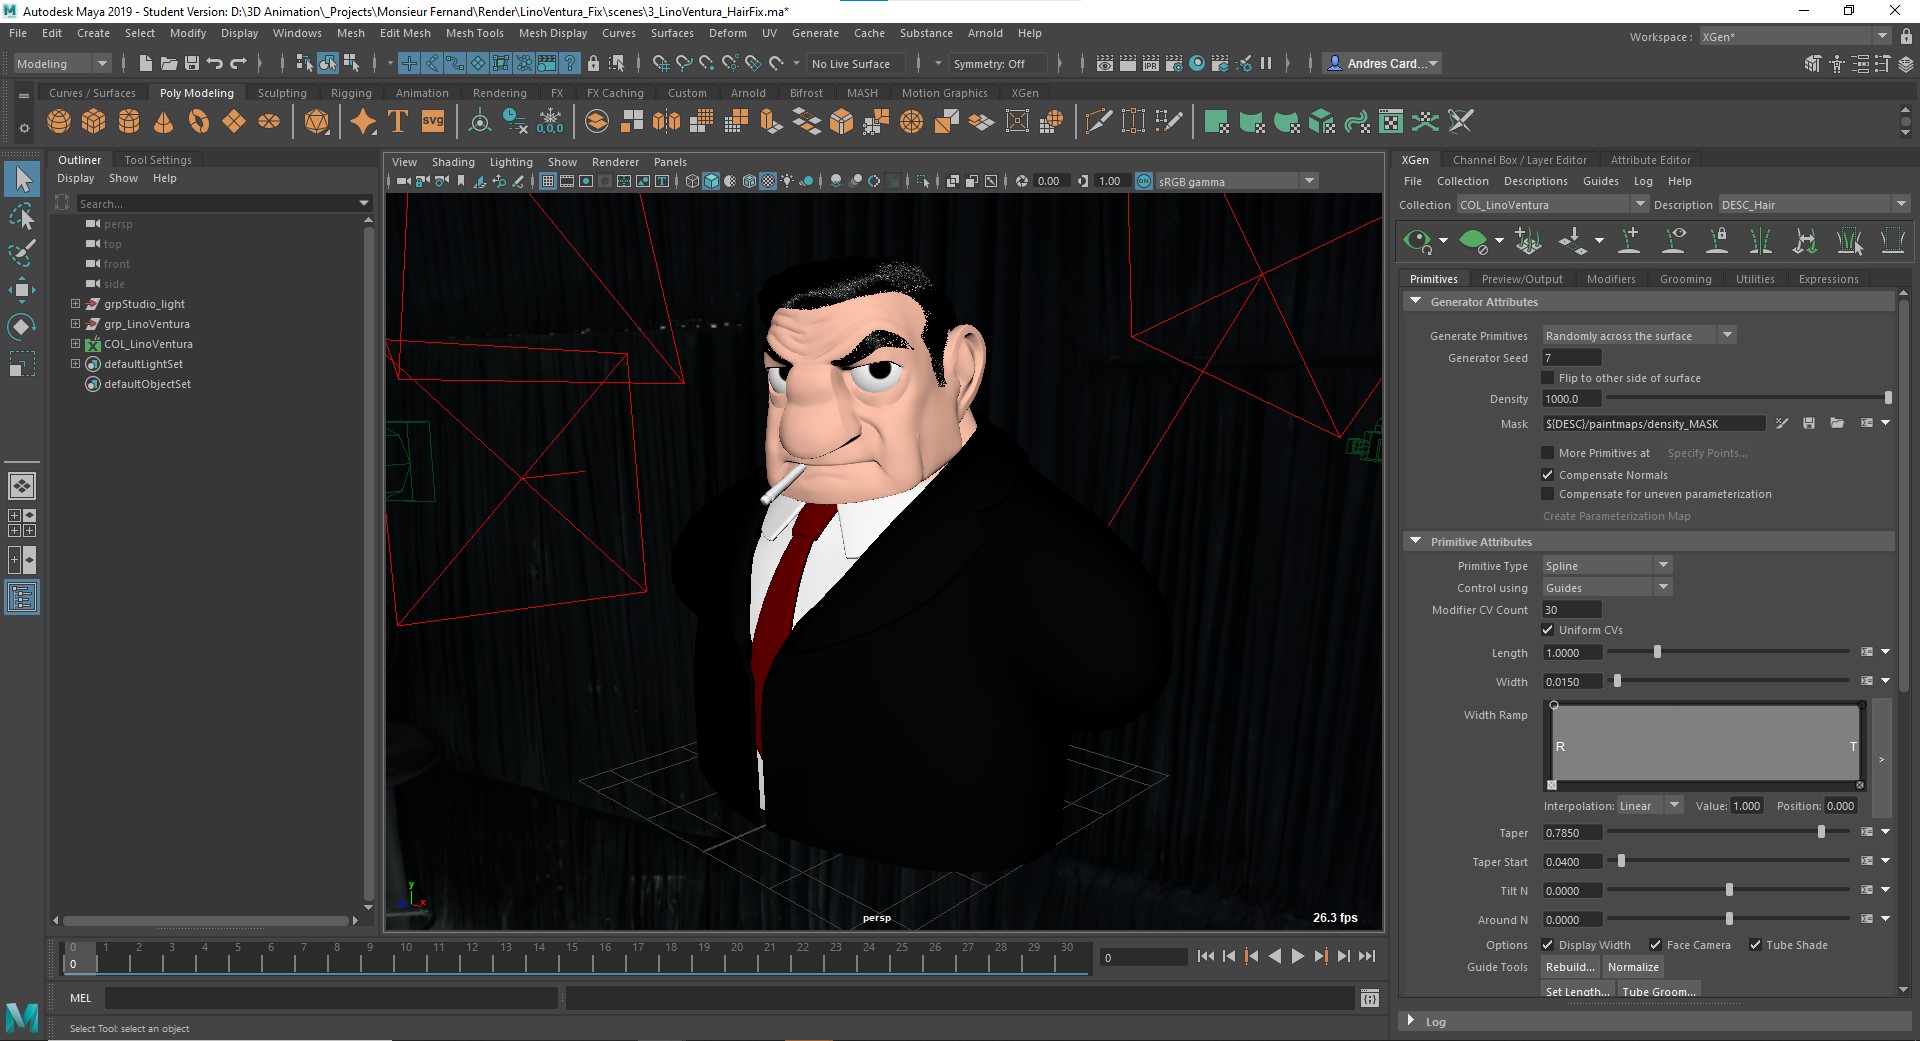 Autodesk Maya 2019 - Student Version: D:\3D Animation\_Projects\Monsieur Fernand\Render\LinoVentura_Fix\scenes\3_LinoVentura_HairFix.ma*
File Edit Create Select Modify Display Windows Mesh Edit Mesh Mesh Tools Mesh Display Curves Surfaces Deform UV Generate Cache Substance Arnold Help
Workspace : XGen*
Modeling No Live Surface Symmetry: Off Andres Card...
Curves / Surfaces Poly Modeling Sculpting Rigging Animation Rendering FX FX Caching Custom Arnold Bifrost MASH Motion Graphics XGen
T svg 0,0,0
Outliner Tool Settings
Display Show Help
Search...
persp
top
front
side
grpStudio_light
grp_LinoVentura
COL_LinoVentura
defaultLightSet
defaultObjectSet
View Shading Lighting Show Renderer Panels
0.00 1.00 sRGB gamma
persp
26.3 fps
y
x
XGen Channel Box / Layer Editor Attribute Editor
File Collection Descriptions Guides Log Help
Collection COL_LinoVentura Description DESC_Hair
Primitives Preview/Output Modifiers Grooming Utilities Expressions
Generator Attributes
Generate Primitives Randomly across the surface
Generator Seed 7
Flip to other side of surface
Density 1000.0
Mask ${DESC}/paintmaps/density_MASK
More Primitives at Specify Points...
Compensate Normals
Compensate for uneven parameterization
Create Parameterization Map
Primitive Attributes
Primitive Type Spline
Control using Guides
Modifier CV Count 30
Uniform CVs
Length 1.0000
Width 0.0150
Width Ramp
R T
>
Interpolation: Linear Value: 1.000 Position: 0.000
Taper 0.7850
Taper Start 0.0400
Tilt N 0.0000
Around N 0.0000
Options Display Width Face Camera Tube Shade
Guide Tools Rebuild... Normalize
Set Length... Tube Groom...
Log
0 1 2 3 4 5 6 7 8 9 10 11 12 13 14 15 16 17 18 19 20 21 22 23 24 25 26 27 28 29 30
0
0
MEL
Select Tool: select an object